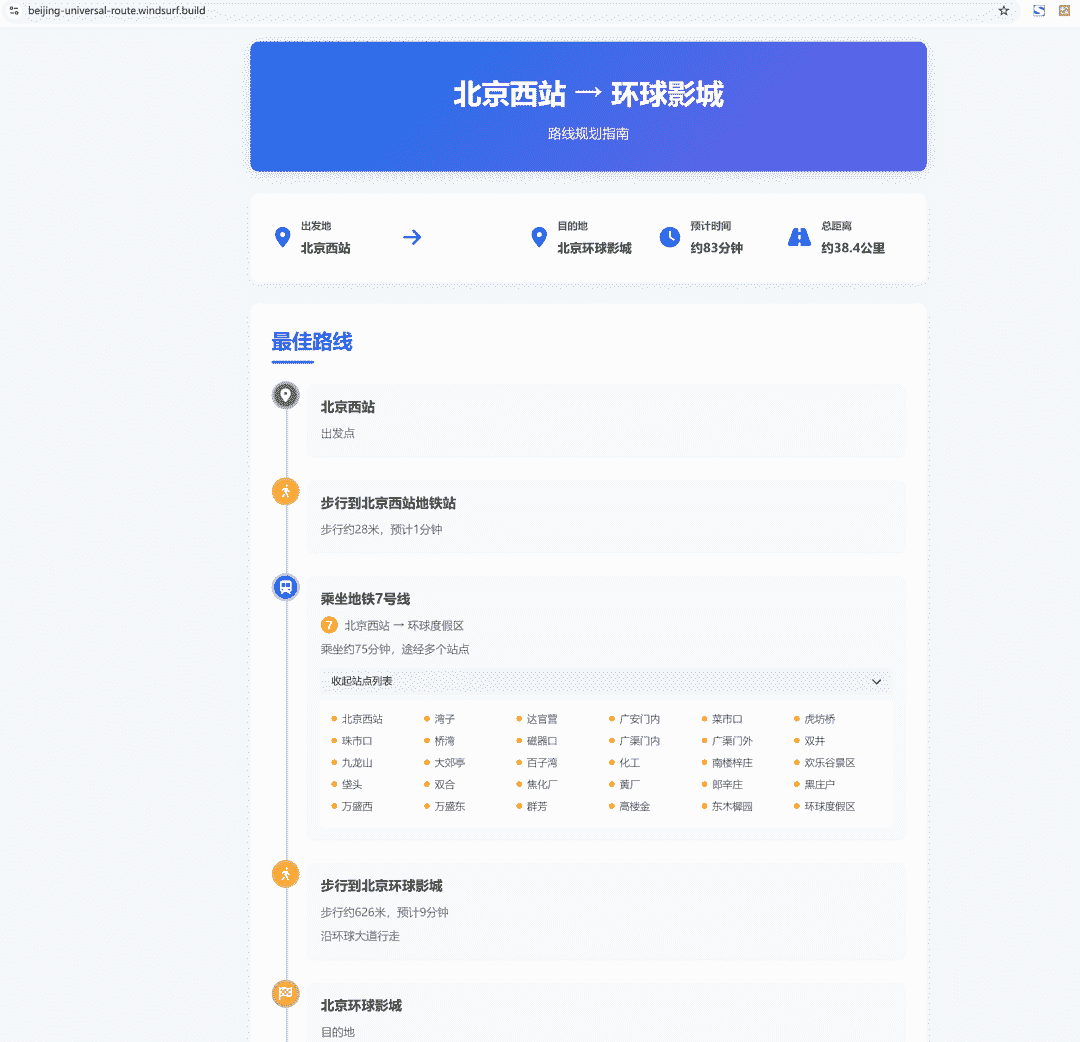 beijing-universal-route.windsurf.build
北京西站 → 环球影城
路线规划指南
出发地
北京西站
目的地
北京环球影城
预计时间
约83分钟
总距离
约38.4公里
最佳路线
北京西站
出发点
步行到北京西站地铁站
步行约28米，预计1分钟
乘坐地铁7号线
7 北京西站 → 环球度假区
乘坐约75分钟，途经多个站点
收起站点列表
北京西站 湾子 达官营 广安门内 菜市口 虎坊桥
珠市口 桥湾 磁器口 广渠门内 广渠门外 双井
九龙山 大郊亭 百子湾 化工 南楼梓庄 欢乐谷景区
垡头 双合 焦化厂 黄厂 郎辛庄 黑庄户
万盛西 万盛东 群芳 高楼金 东木樨园 环球度假区
步行到北京环球影城
步行约626米，预计9分钟
沿环球大道行走
北京环球影城
目的地